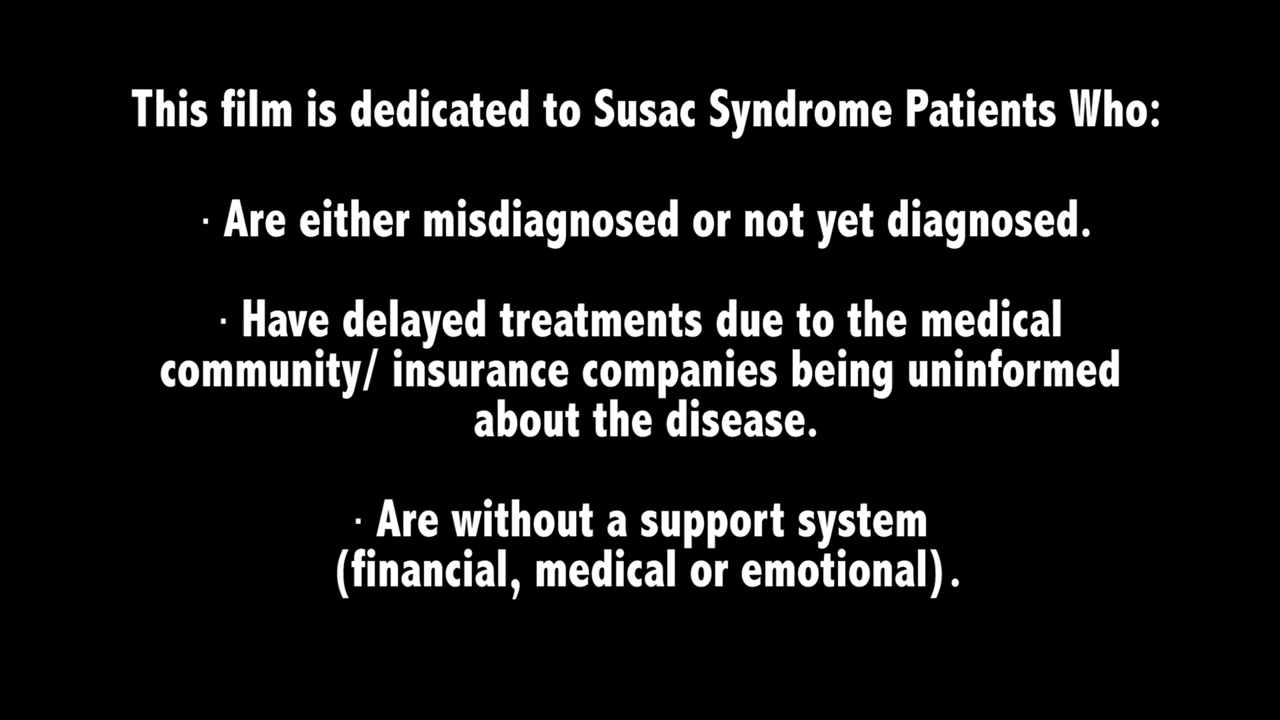 This film is dedicated to Susac Syndrome Patients Who:
· Are either misdiagnosed or not yet diagnosed.
· Have delayed treatments due to the medical
community/ insurance companies being uninformed
about the disease.
· Are without a support system
(financial, medical or emotional).